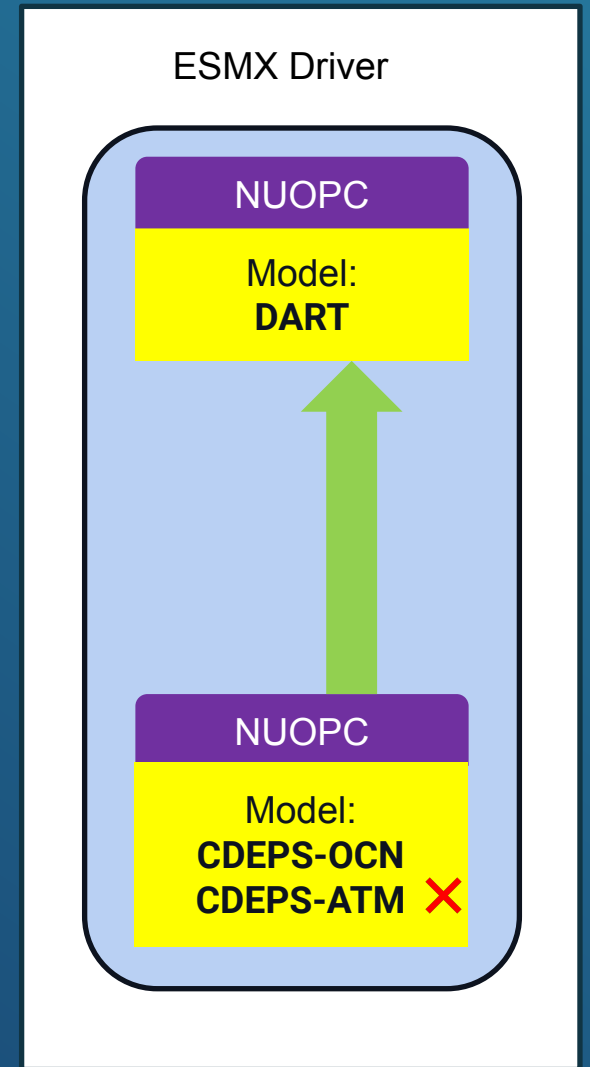 ESMX Driver
NUOPC
Model:
DART
NUOPC
Model:
CDEPS-OCN
CDEPS-ATM